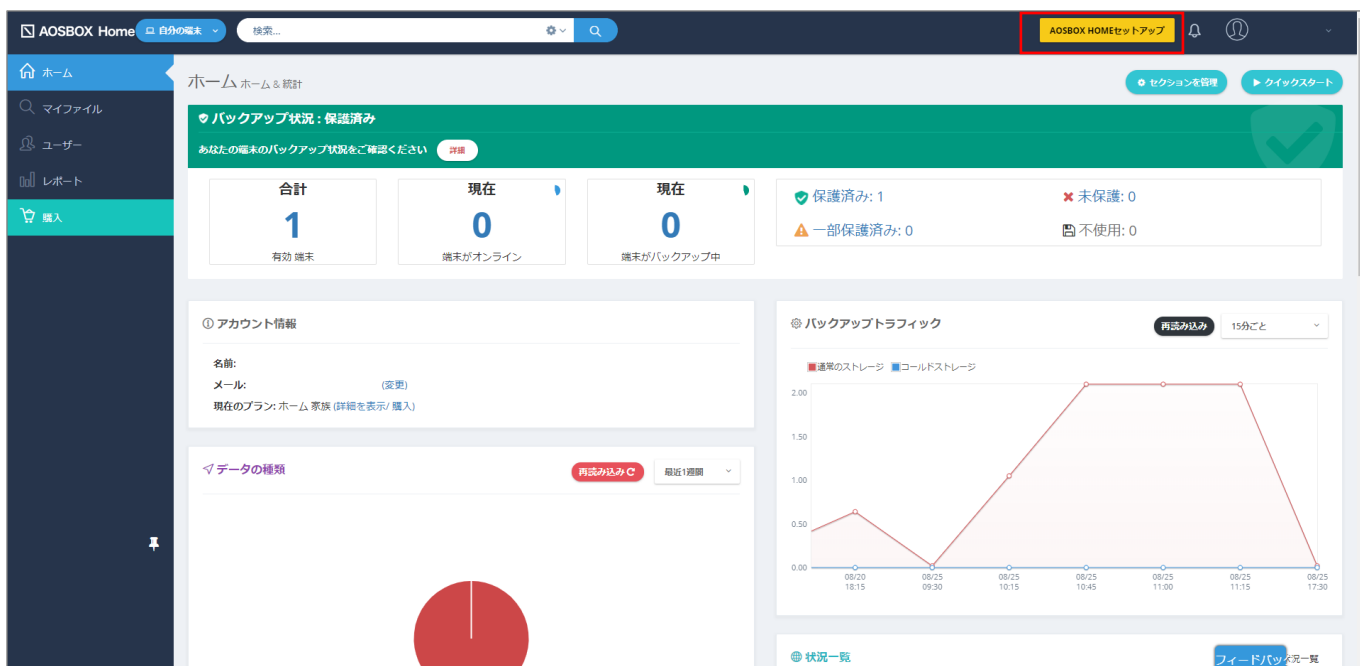 AOSBOX Home 自分の端末 検索... AOSBOX HOMEセットアップ
ホーム
マイファイル
ユーザー
レポート
購入
ホーム ホーム & 統計 セクションを管理 クイックスタート
バックアップ状況 : 保護済み
あなたの端末のバックアップ状況をご確認ください 詳細
合計
1
有効 端末
現在
0
端末がオンライン
現在
0
端末がバックアップ中
保護済み: 1 未保護: 0
一部保護済み: 0 不使用: 0
アカウント情報
名前:
メール: (変更)
現在のプラン: ホーム 家族 (詳細を表示/ 購入)
データの種類 再読み込み 最近1週間
バックアップトラフィック 再読み込み 15分ごと
通常のストレージ コールドストレージ
2.00
1.50
1.00
0.50
0.00
08/20 08/25 08/25 08/25 08/25 08/25 08/25
18:15 09:30 10:15 10:45 11:00 11:15 17:30
状況一覧 フィードバッ 況一覧